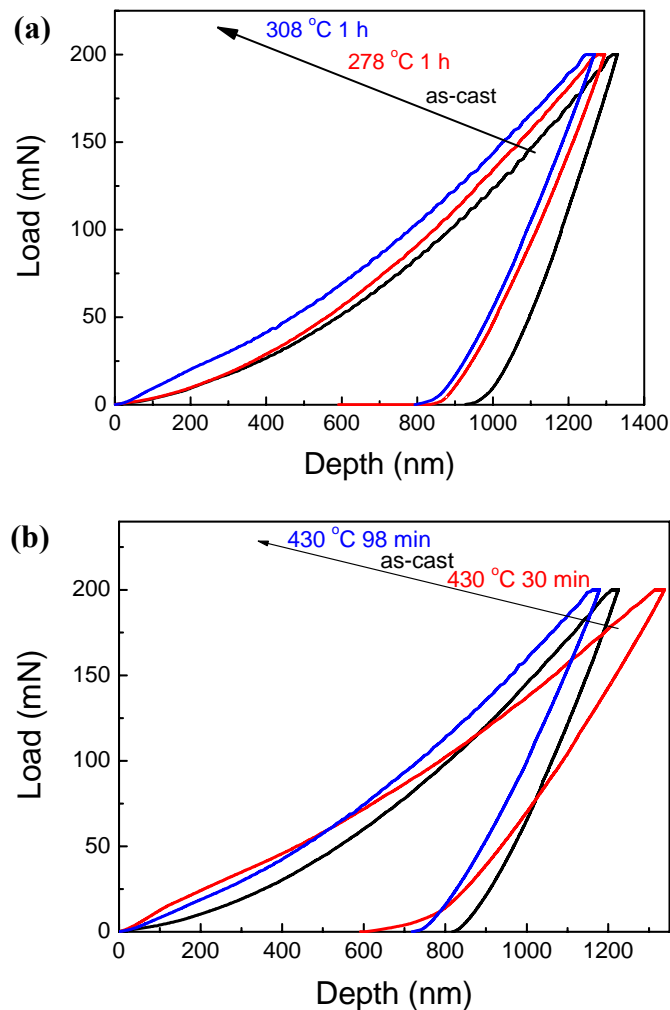 (a)
308 °C 1 h
278 °C 1 h
as-cast
200
150
100
50
0
Load (mN)
0 200 400 600 800 1000 1200 1400
Depth (nm)
(b)
430 °C 98 min
as-cast
430 °C 30 min
200
150
100
50
0
Load (mN)
0 200 400 600 800 1000 1200
Depth (nm)